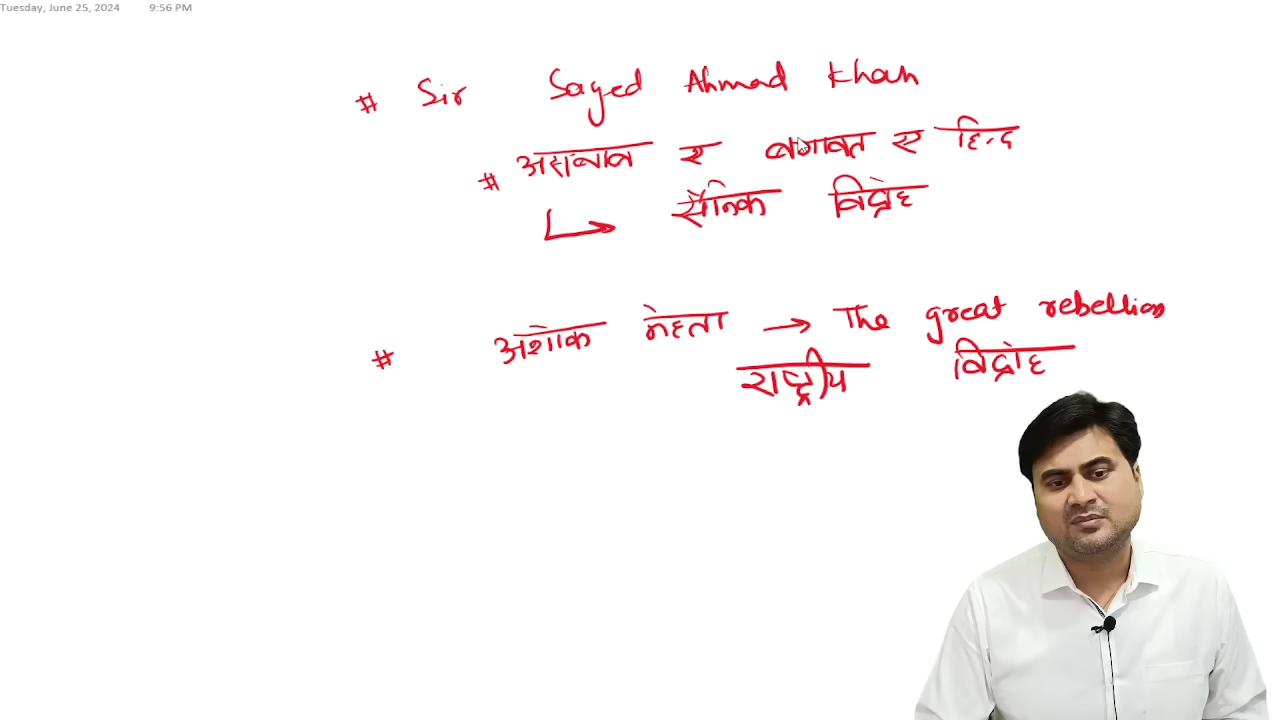 Tuesday, June 25, 2024 9:56 PM
# Sir Sayed Ahmad Khan
# असबाब ए बगावत ए हिन्द
↳ सैनिक विद्रोह
# अशोक मेहता → The great rebellion
राष्ट्रीय विद्रोह